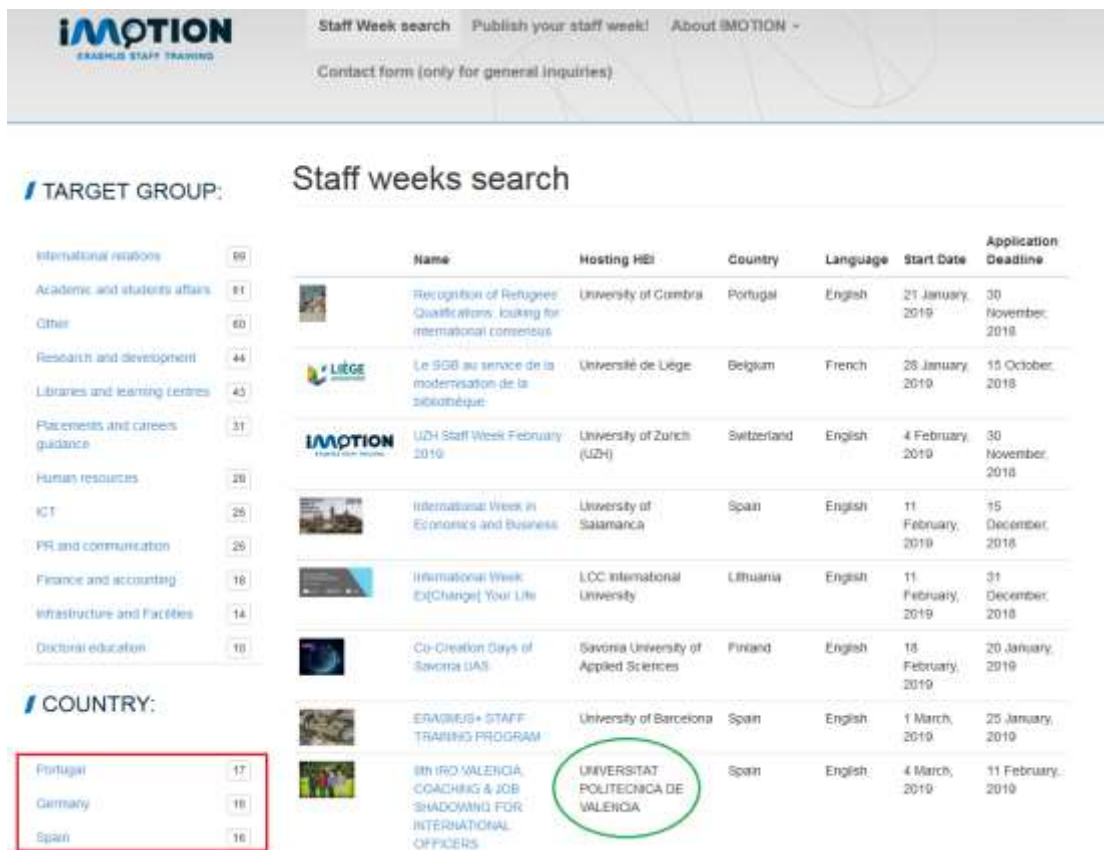 iMOTION
ERASMUS STAFF TRAINING
Staff Week search
Publish your staff week!
About IMOTION
Contact form (only for general inquiries)
TARGET GROUP:
International relations 99
Academic and students affairs 81
Other 60
Research and development 44
Libraries and learning centres 43
Placements and careers
guidance 31
Human resources
ICT
PR and communication 26
Finance and accounting 18
Infrastructure and Facilities 14
Doctoral education 10
COUNTRY:
Portugal 17
Germany
Spain 16
Staff weeks search
Name
Hosting HEI
Country
Language
Start Date
Application
Deadline
Recognition of Refugees'
Qualifications: looking for
international consensus
University of Coimbra
Portugal
English
21 January,
2019
30
November,
2018
LIÈGE
Le SGB au service de la
modernisation de la
bibliothèque
Université de Liège
Belgium
French
28 January,
2019
15 October,
2018
iMOTION
UZH Staff Week February
2019
University of Zurich
(UZH)
Switzerland
English
4 February,
2019
30
November,
2018
International Week in
Economics and Business
University of
Salamanca
Spain
English
11
February,
2019
15
December,
2018
International Week:
Ex[Change] Your Life
LCC International
University
Lithuania
English
11
February,
2019
31
December,
2018
Co-Creation Days of
Savonia UAS
Savonia University of
Applied Sciences
Finland
English
18
February,
2019
20 January,
2019
ERASMUS+ STAFF
TRAINING PROGRAM
University of Barcelona
Spain
English
1 March,
2019
25 January,
2019
IRO VALENCIA,
COACHING & JOB
SHADOWING FOR
INTERNATIONAL
OFFICERS
UNIVERSITAT
POLITECNICA DE
VALENCIA
Spain
English
4 March,
2019
11 February,
2019